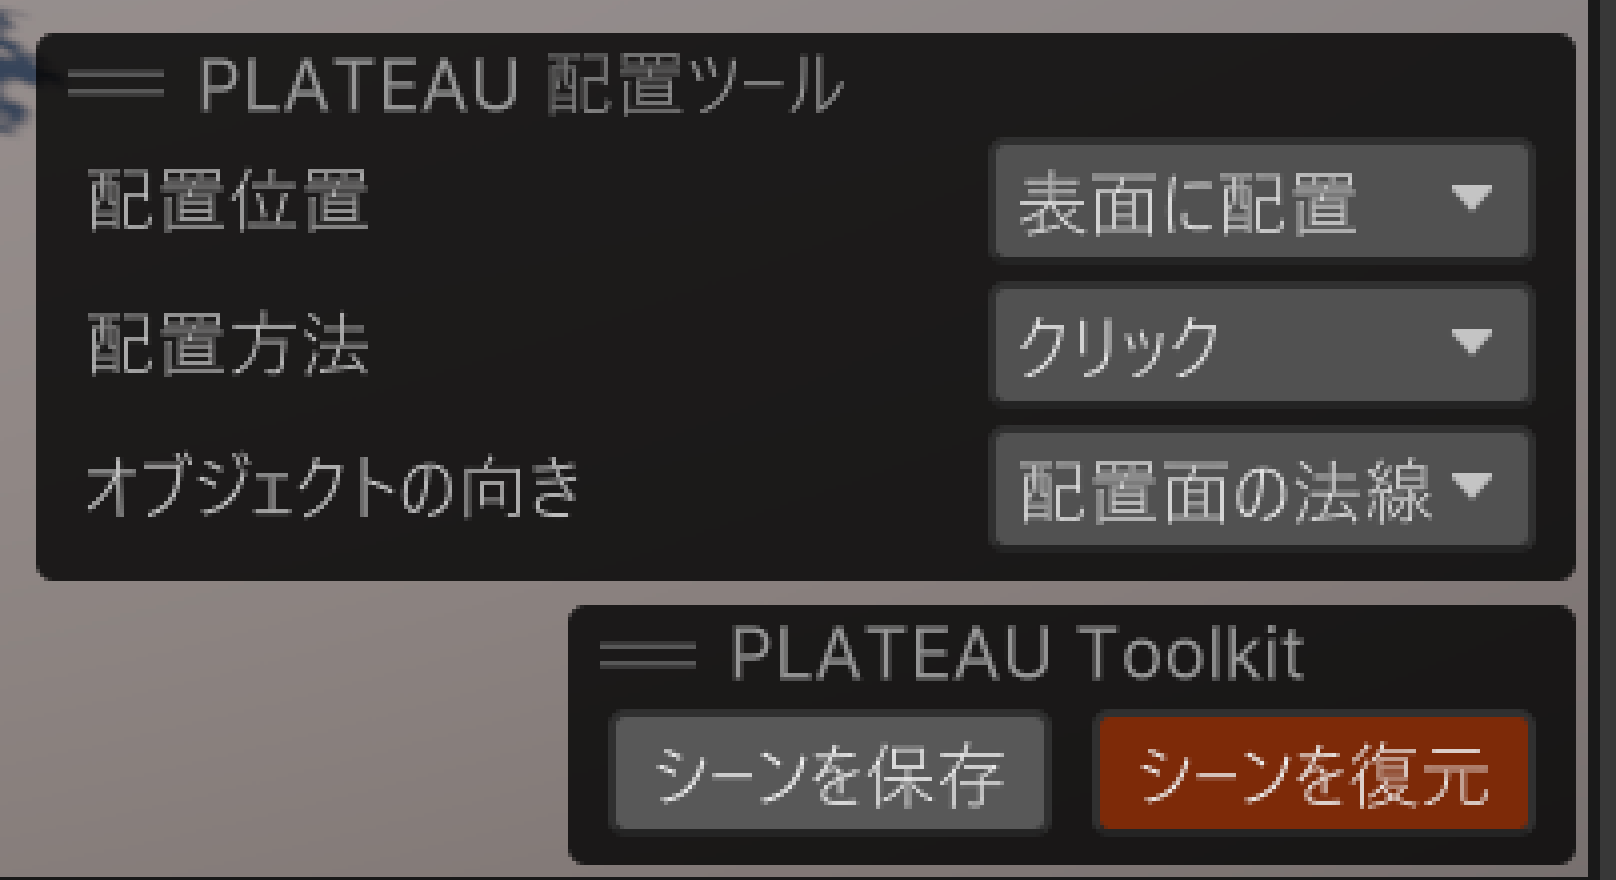 PLATEAU 配置ツール
配置位置 表面に配置
配置方法 クリック
オブジェクトの向き 配置面の法線
PLATEAU Toolkit
シーンを保存 シーンを復元